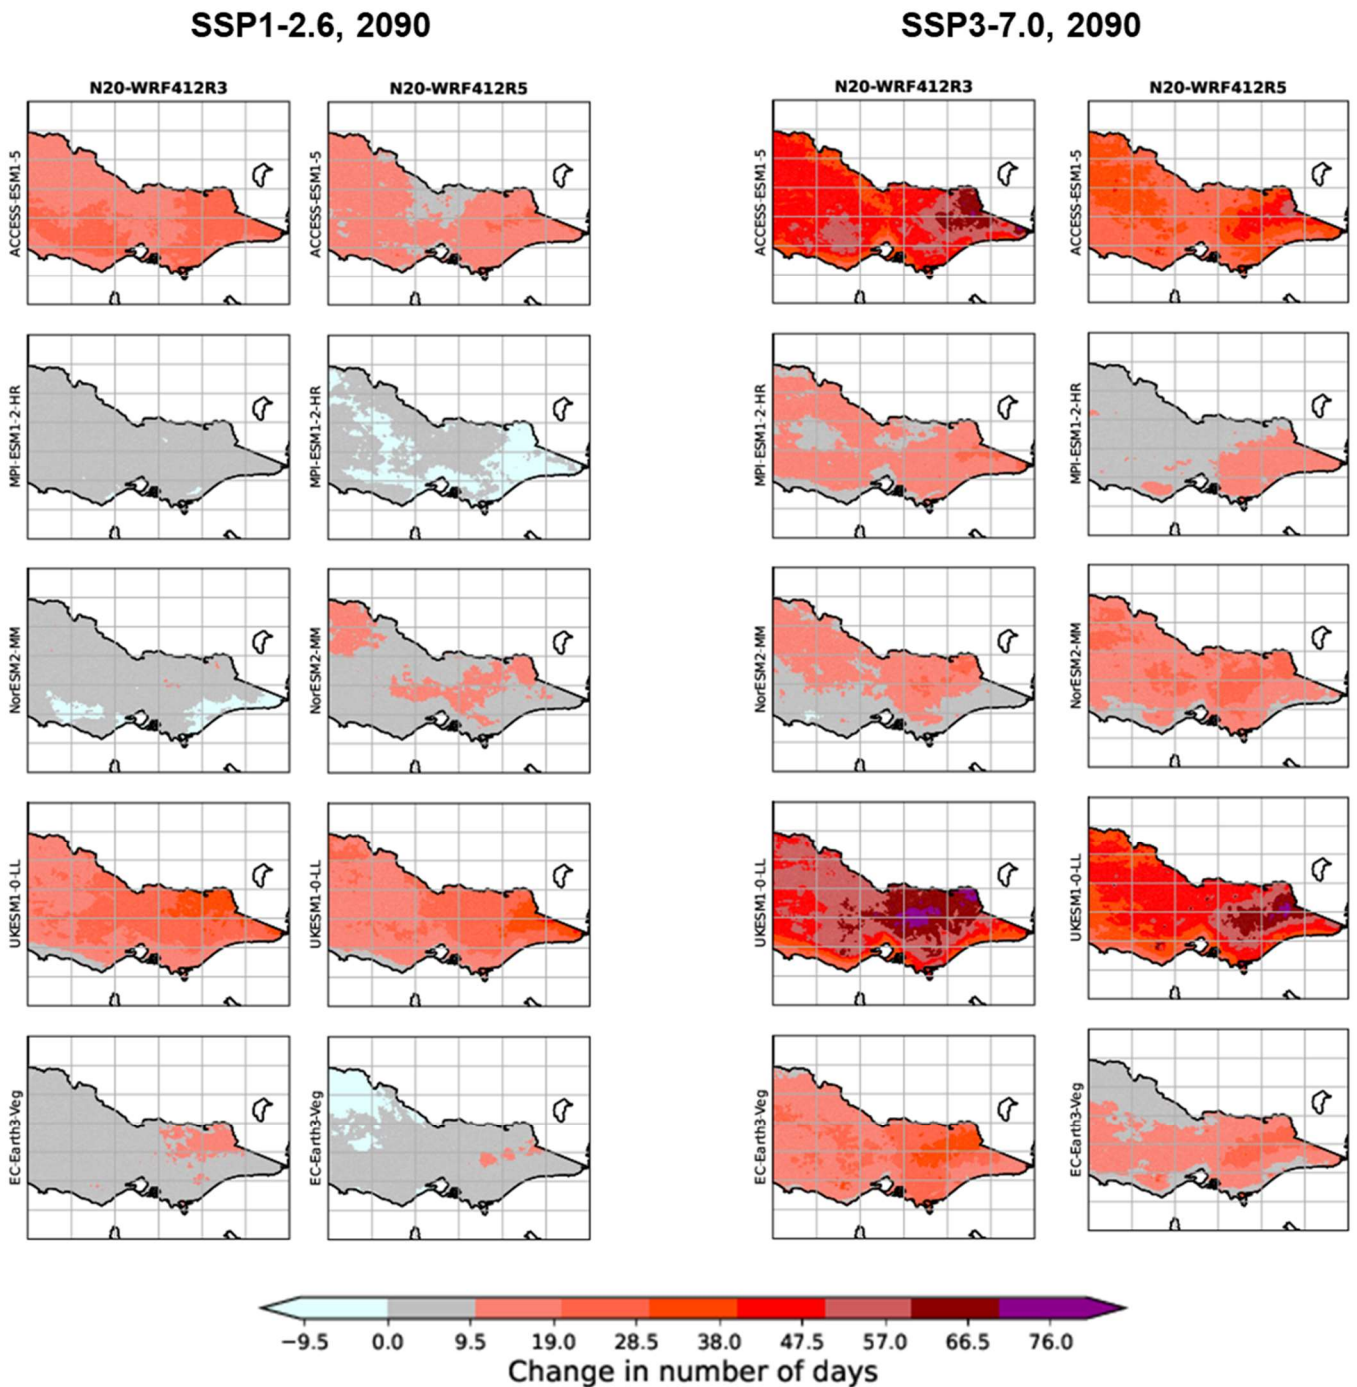 SSP1-2.6, 2090
SSP3-7.0, 2090
N20-WRF412R3
N20-WRF412R5
N20-WRF412R3
N20-WRF412R5
ACCESS-ESM1-5
ACCESS-ESM1-5
ACCESS-ESM1-5
ACCESS-ESM1-5
MPI-ESM1-2-HR
MPI-ESM1-2-HR
MPI-ESM1-2-HR
MPI-ESM1-2-HR
NorESM2-MM
NorESM2-MM
NorESM2-MM
NorESM2-MM
UKESM1-0-LL
UKESM1-0-LL
UKESM1-0-LL
UKESM1-0-LL
EC-Earth3-Veg
EC-Earth3-Veg
EC-Earth3-Veg
EC-Earth3-Veg
−9.5 0.0 9.5 19.0 28.5 38.0 47.5 57.0 66.5 76.0
Change in number of days